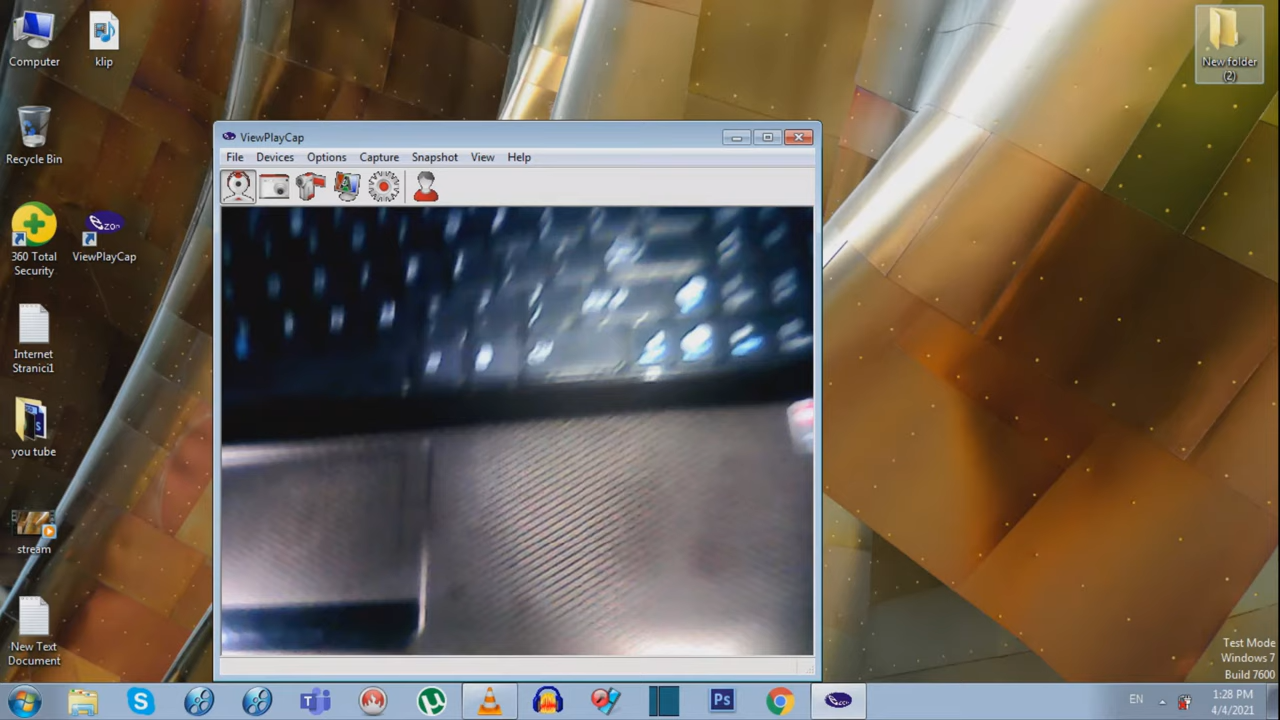 Computer
klip
Recycle Bin
360 Total
Security
zon
ViewPlayCap
Internet
Stranici1
you tube
stream
New Text
Document
New folder
(2)
ViewPlayCap
File Devices Options Capture Snapshot View Help
Test Mode
Windows 7
Build 7600
S
T
Ps
EN
1:28 PM
4/4/2021